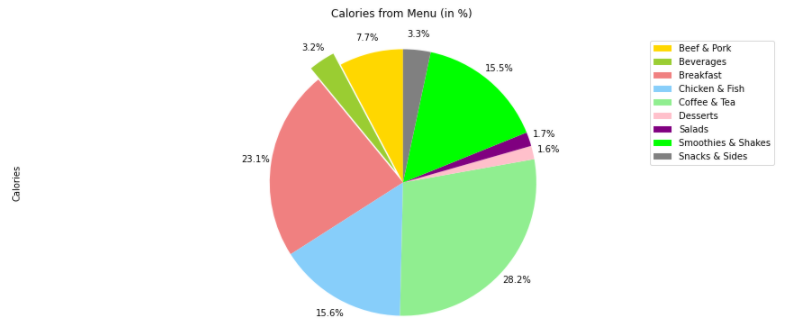 Calories from Menu (in %)
3.3%
7.7%
3.2%
15.5%
1.7%
1.6%
23.1%
28.2%
15.6%
Calories
Beef & Pork
Beverages
Breakfast
Chicken & Fish
Coffee & Tea
Desserts
Salads
Smoothies & Shakes
Snacks & Sides